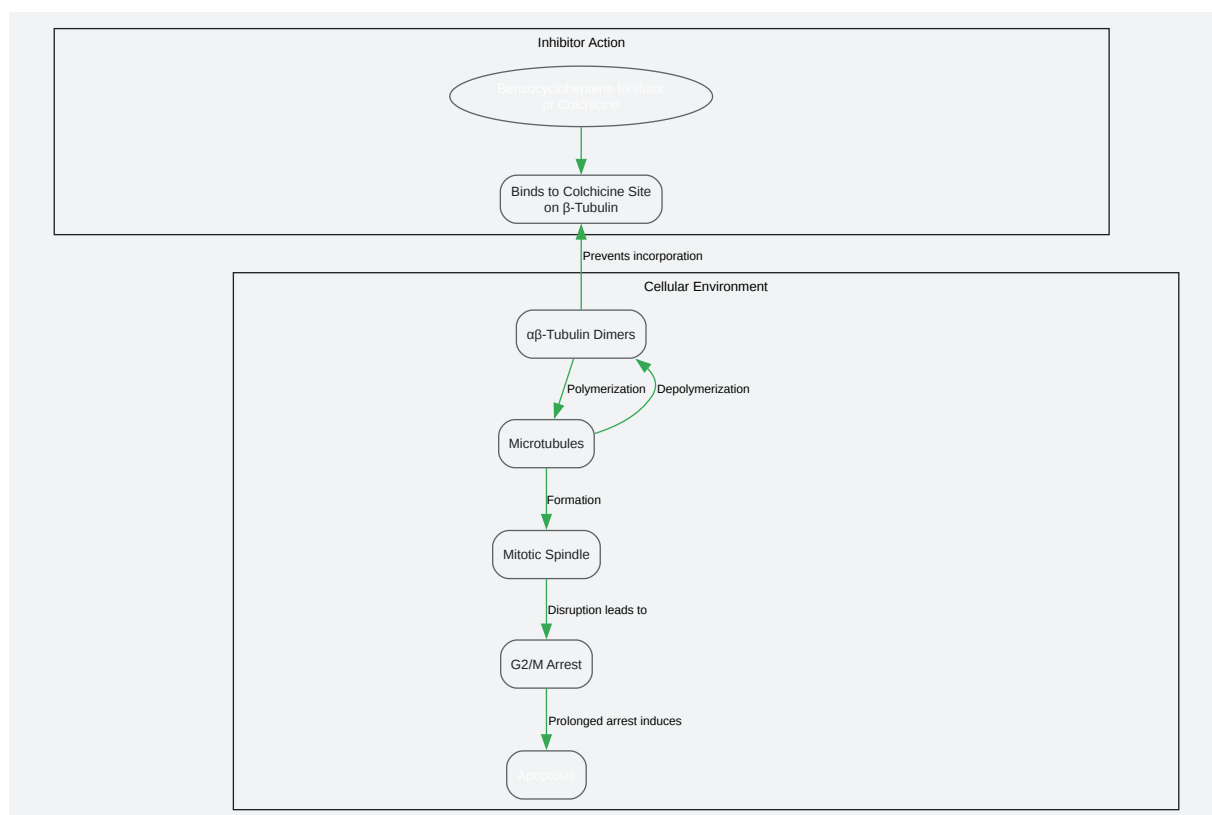 Inhibitor Action
Benzocycloheptene Inhibitor
or Colchicine
Binds to Colchicine Site
on β-Tubulin
Prevents incorporation
Cellular Environment
αβ-Tubulin Dimers
Polymerization
Depolymerization
Microtubules
Formation
Mitotic Spindle
Disruption leads to
G2/M Arrest
Prolonged arrest induces
Apoptosis